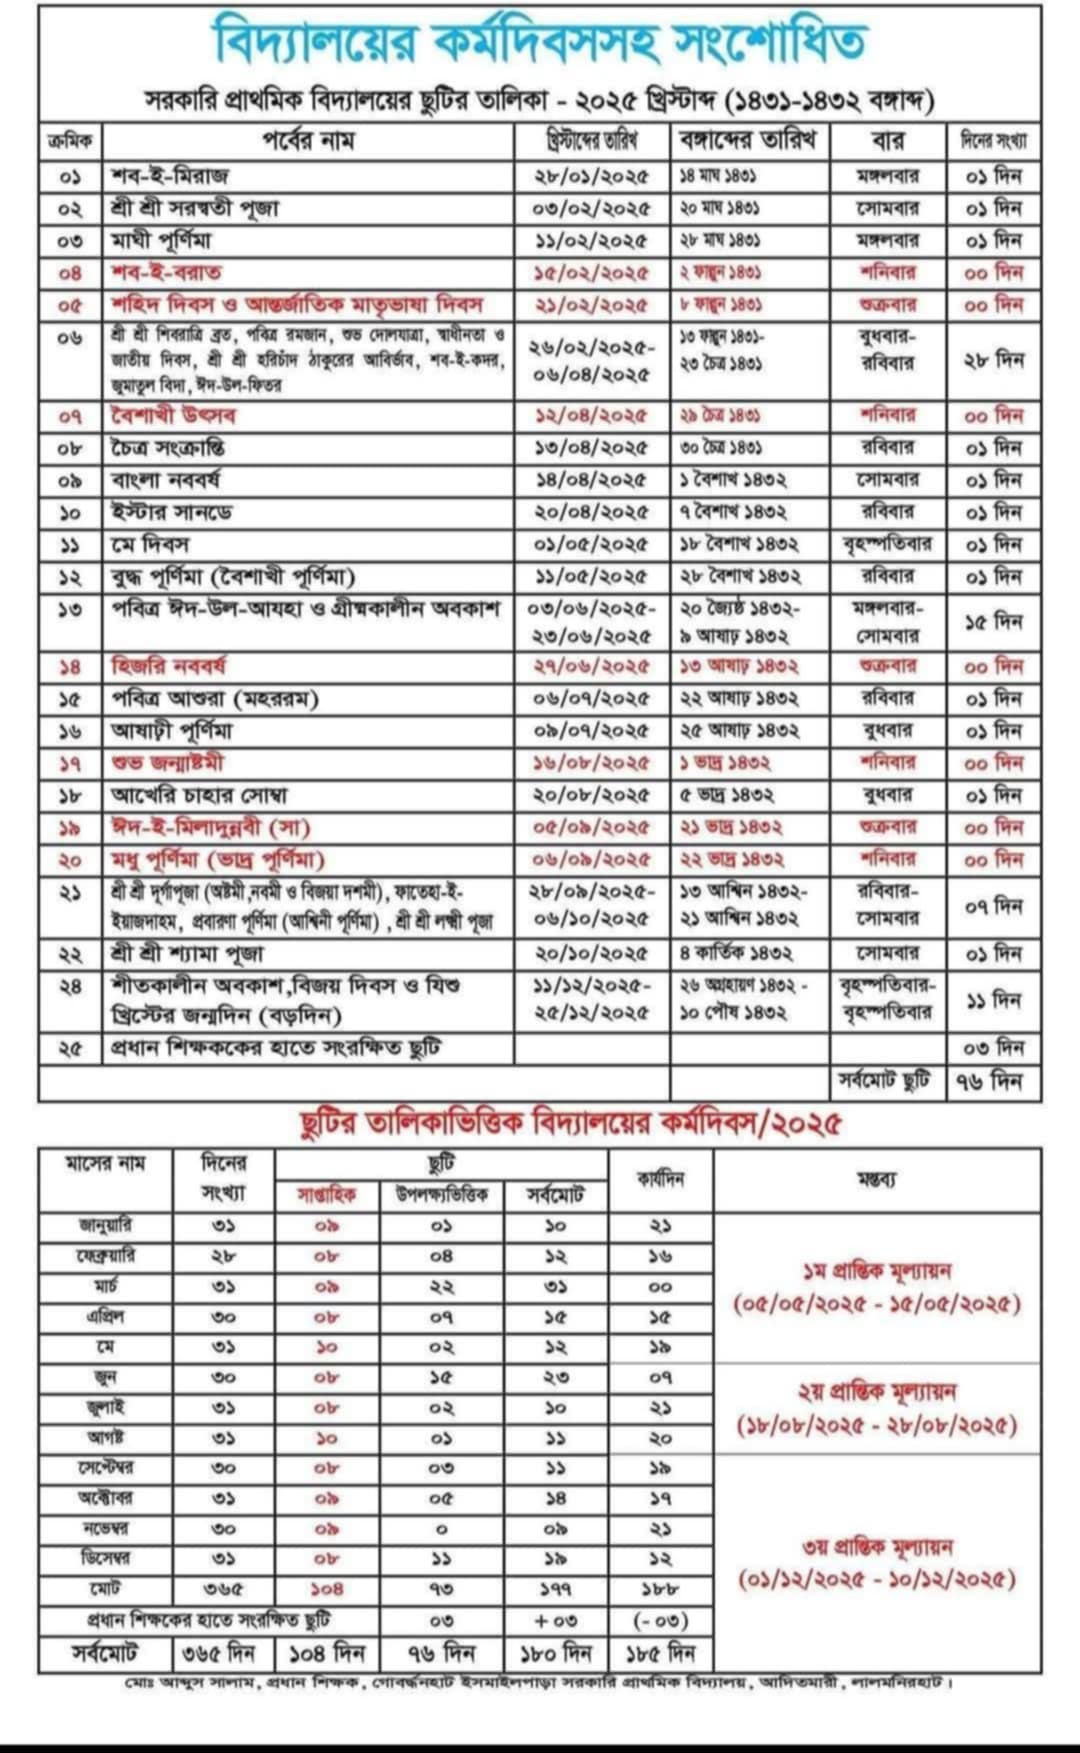 বিদ্যালয়ের কর্মদিবসসহ সংশোধিত
সরকারি প্রাথমিক বিদ্যালয়ের ছুটির তালিকা - ২০২৫ খ্রিস্টাব্দ (১৪৩১-১৪৩২ বঙ্গাব্দ)
ক্রমিক পর্বের নাম খ্রিস্টাব্দের তারিখ বঙ্গাব্দের তারিখ বার দিনের সংখ্যা
০১ শব-ই-মিরাজ ২৮/০১/২০২৫ ১৪ মাঘ ১৪৩১ মঙ্গলবার ০১ দিন
০২ শ্রী শ্রী সরস্বতী পূজা ০৩/০২/২০২৫ ২০ মাঘ ১৪৩১ সোমবার ০১ দিন
০৩ মাঘী পূর্ণিমা ১১/০২/২০২৫ ২৮ মাঘ ১৪৩১ মঙ্গলবার ০১ দিন
০৪ শব-ই-বরাত ১৫/০২/২০২৫ ২ ফাল্গুন ১৪৩১ শনিবার ০০ দিন
০৫ শহিদ দিবস ও আন্তর্জাতিক মাতৃভাষা দিবস ২১/০২/২০২৫ ৮ ফাল্গুন ১৪৩১ শুক্রবার ০০ দিন
০৬ শ্রী শ্রী শিবরাত্রি ব্রত, পবিত্র রমজান, শুভ দোলযাত্রা, স্বাধীনতা ও
জাতীয় দিবস, শ্রী শ্রী হরিচাঁদ ঠাকুরের আবির্ভাব, শব-ই-কদর,
জুমাতুল বিদা, ঈদ-উল-ফিতর
২৬/০২/২০২৫-
০৬/০৪/২০২৫
১৩ ফাল্গুন ১৪৩১-
২৩ চৈত্র ১৪৩১
বুধবার-
রবিবার
২৮ দিন
০৭ বৈশাখী উৎসব ১২/০৪/২০২৫ ২৯ চৈত্র ১৪৩১ শনিবার ০০ দিন
০৮ চৈত্র সংক্রান্তি ১৩/০৪/২০২৫ ৩০ চৈত্র ১৪৩১ রবিবার ০১ দিন
০৯ বাংলা নববর্ষ ১৪/০৪/২০২৫ ১ বৈশাখ ১৪৩২ সোমবার ০১ দিন
১০ ইস্টার সানডে ২০/০৪/২০২৫ ৭ বৈশাখ ১৪৩২ রবিবার ০১ দিন
১১ মে দিবস ০১/০৫/২০২৫ ১৮ বৈশাখ ১৪৩২ বৃহস্পতিবার ০১ দিন
১২ বুদ্ধ পূর্ণিমা (বৈশাখী পূর্ণিমা) ১১/০৫/২০২৫ ২৮ বৈশাখ ১৪৩২ রবিবার ০১ দিন
১৩ পবিত্র ঈদ-উল-আযহা ও গ্রীষ্মকালীন অবকাশ ০৩/০৬/২০২৫- ২০ জ্যৈষ্ঠ ১৪৩২- মঙ্গলবার- ১৫ দিন
২৩/০৬/২০২৫ ৯ আষাঢ় ১৪৩২ সোমবার
১৪ হিজরি নববর্ষ ২৭/০৬/২০২৫ ১৩ আষাঢ় ১৪৩২ শুক্রবার ০০ দিন
১৫ পবিত্র আশুরা (মহররম) ০৬/০৭/২০২৫ ২২ আষাঢ় ১৪৩২ রবিবার ০১ দিন
১৬ আষাঢ়ী পূর্ণিমা ০৯/০৭/২০২৫ ২৫ আষাঢ় ১৪৩২ বুধবার ০১ দিন
১৭ শুভ জন্মাষ্টমী ১৬/০৮/২০২৫ ১ ভাদ্র ১৪৩২ শনিবার ০০ দিন
১৮ আখেরি চাহার সোম্বা ২০/০৮/২০২৫ ৫ ভাদ্র ১৪৩২ বুধবার ০১ দিন
১৯ ঈদ-ই-মিলাদুন্নবী (সা) ০৫/০৯/২০২৫ ২১ ভাদ্র ১৪৩২ শুক্রবার ০০ দিন
২০ মধু পূর্ণিমা (ভাদ্র পূর্ণিমা) ০৬/০৯/২০২৫ ২২ ভাদ্র ১৪৩২ শনিবার ০০ দিন
২১ শ্রী শ্রী দূর্গাপূজা (অষ্টমী,নবমী ও বিজয়া দশমী), ফাতেহা-ই- ২৮/০৯/২০২৫- ১৩ আশ্বিন ১৪৩২- রবিবার- ০৭ দিন
ইয়াজদাহম, প্রবারণা পূর্ণিমা (আশ্বিনী পূর্ণিমা) , শ্রী শ্রী লক্ষ্মী পূজা ০৬/১০/২০২৫ ২১ আশ্বিন ১৪৩২ সোমবার
২২ শ্রী শ্রী শ্যামা পূজা ২০/১০/২০২৫ ৪ কার্তিক ১৪৩২ সোমবার ০১ দিন
২৪ শীতকালীন অবকাশ,বিজয় দিবস ও যিশু ১১/১২/২০২৫- ২৬ অগ্রহায়ণ ১৪৩২ - বৃহস্পতিবার- ১১ দিন
খ্রিস্টের জন্মদিন (বড়দিন) ২৫/১২/২০২৫ ১০ পৌষ ১৪৩২ বৃহস্পতিবার
২৫ প্রধান শিক্ষককের হাতে সংরক্ষিত ছুটি ০৩ দিন
সর্বমোট ছুটি ৭৬ দিন
ছুটির তালিকাভিত্তিক বিদ্যালয়ের কর্মদিবস/২০২৫
মাসের নাম দিনের সংখ্যা ছুটি কার্যদিন মন্তব্য
সাপ্তাহিক উপলক্ষ্যভিত্তিক সর্বমোট
জানুয়ারি ৩১ ০৯ ০১ ১০ ২১
ফেব্রুয়ারি ২৮ ০৮ ০৪ ১২ ১৬
মার্চ ৩১ ০৯ ২২ ৩১ ০০
এপ্রিল ৩০ ০৮ ০৭ ১৫ ১৫
মে ৩১ ১০ ০২ ১২ ১৯
১ম প্রান্তিক মূল্যায়ন
(০৫/০৫/২০২৫ - ১৫/০৫/২০২৫)
জুন ৩০ ০৮ ১৫ ২৩ ০৭
জুলাই ৩১ ০৮ ০২ ১০ ২১
আগষ্ট ৩১ ১০ ০১ ১১ ২০
২য় প্রান্তিক মূল্যায়ন
(১৮/০৮/২০২৫ - ২৮/০৮/২০২৫)
সেপ্টেম্বর ৩০ ০৮ ০৩ ১১ ১৯
অক্টোবর ৩১ ০৯ ০৫ ১৪ ১৭
নভেম্বর ৩০ ০৯ ০ ০৯ ২১
ডিসেম্বর ৩১ ০৮ ১১ ১৯ ১২
মোট ৩৬৫ ১০৪ ৭৩ ১৭৭ ১৮৮
প্রধান শিক্ষকের হাতে সংরক্ষিত ছুটি ০৩ +০৩ (-০৩)
সর্বমোট ৩৬৫ দিন ১০৪ দিন ৭৬ দিন ১৮০ দিন ১৮৫ দিন
৩য় প্রান্তিক মূল্যায়ন
(০১/১২/২০২৫ - ১০/১২/২০২৫)
মোঃ আব্দুস সালাম, প্রধান শিক্ষক, গোবর্দ্ধনহাট ইসমাইলপাড়া সরকারি প্রাথমিক বিদ্যালয়, আদিতমারী, লালমনিরহাট।